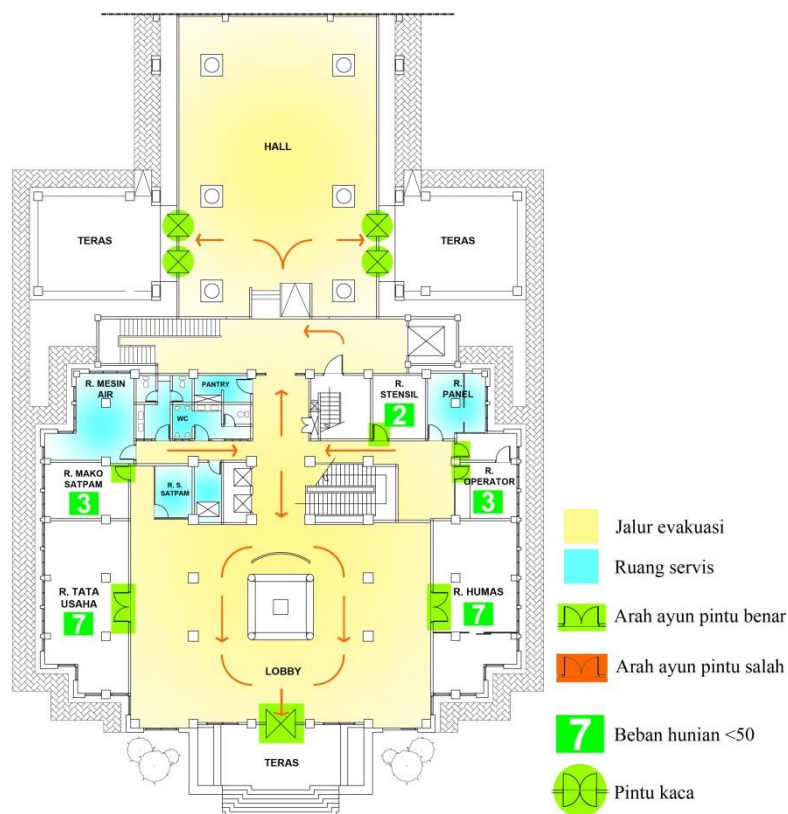 HALL
TERAS
TERAS
R. MESIN
AIR
PANTRY
WC
R.
STENSIL
2
R.
PANEL
R. MAKO
SATPAM
3
R. S.
SATPAM
R.
OPERATOR
3
R. TATA
USAHA
7
R. HUMAS
7
LOBBY
TERAS
Jalur evakuasi
Ruang servis
Arah ayun pintu benar
Arah ayun pintu salah
7
Beban hunian <50
Pintu kaca